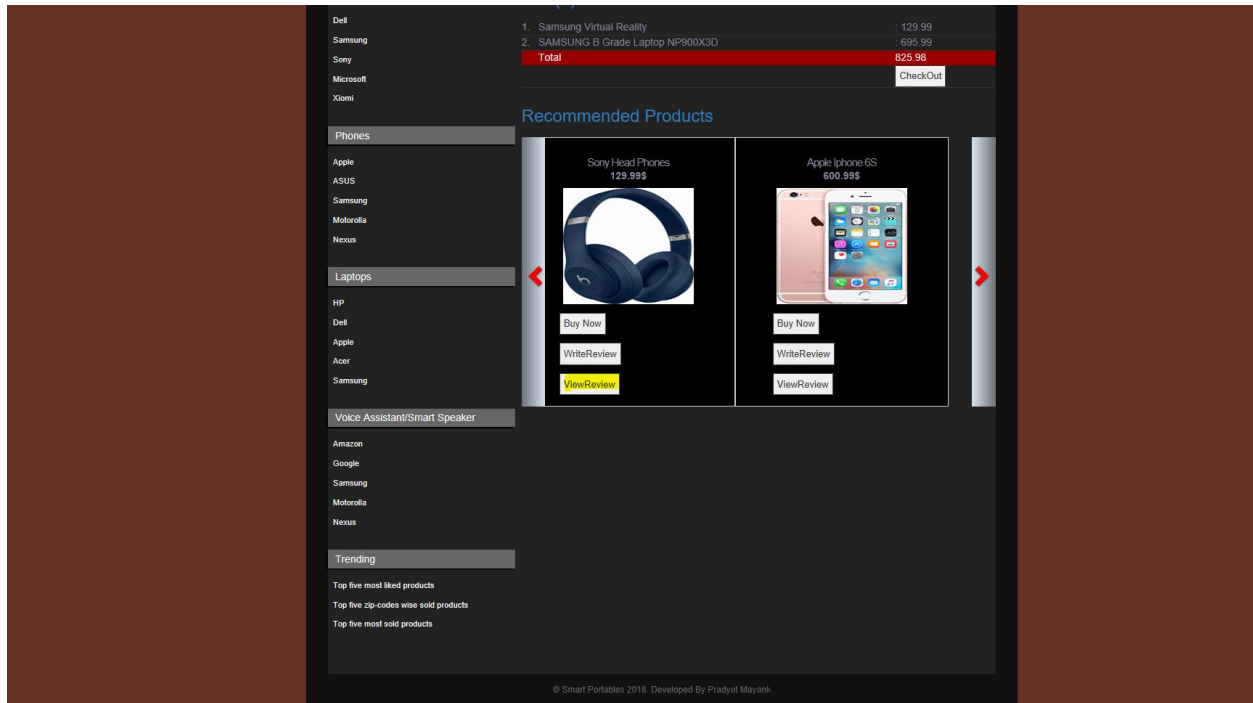 Dell
Samsung
Sony
Microsoft
Xiomi
Phones
Apple
ASUS
Samsung
Motorolla
Nexus
Laptops
HP
Dell
Apple
Acer
Samsung
Voice Assistant/Smart Speaker
Amazon
Google
Samsung
Motorolla
Nexus
Trending
Top five most liked products
Top five zip-codes wise sold products
Top five most sold products
1. Samsung Virtual Reality : 129.99
2. SAMSUNG B Grade Laptop NP900X3D : 695.99
Total 825.98
CheckOut
Recommended Products
Sony Head Phones
129.99$
Buy Now
WriteReview
ViewReview
Apple Iphone 6S
600.99$
Buy Now
WriteReview
ViewReview
© Smart Portables 2018. Developed By Pradyot Mayank